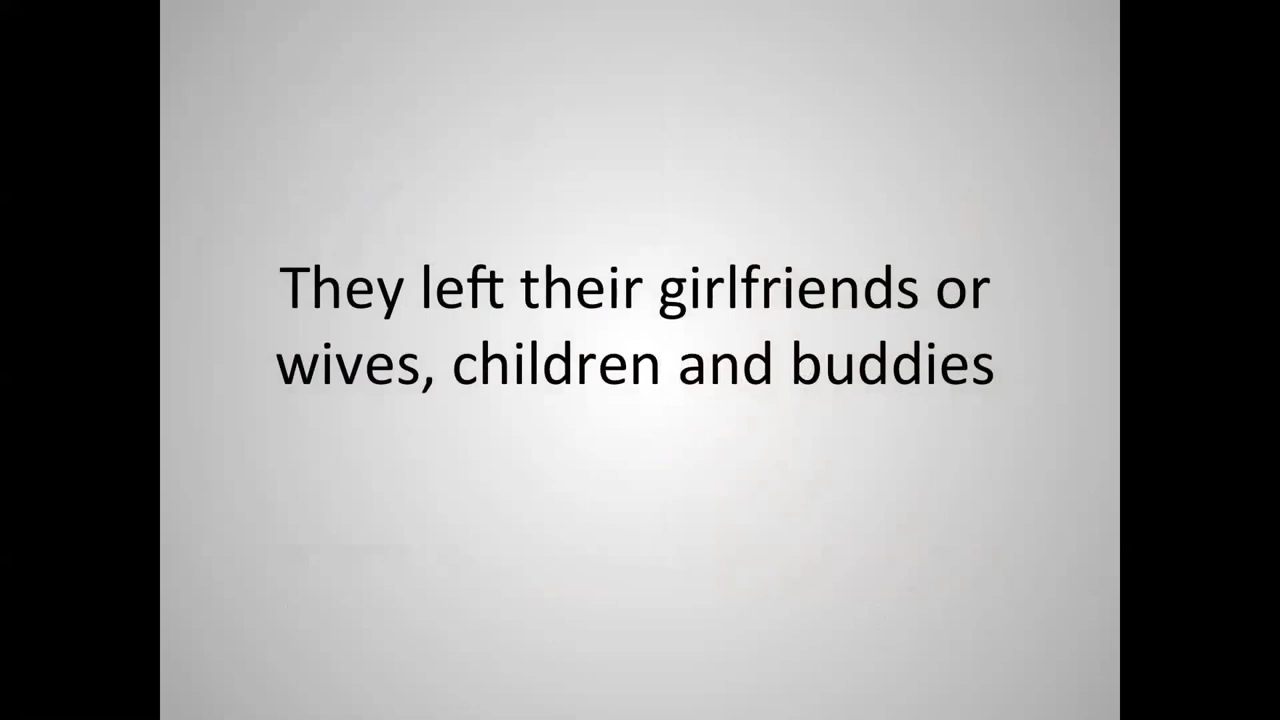 They left their girlfriends or
wives, children and buddies